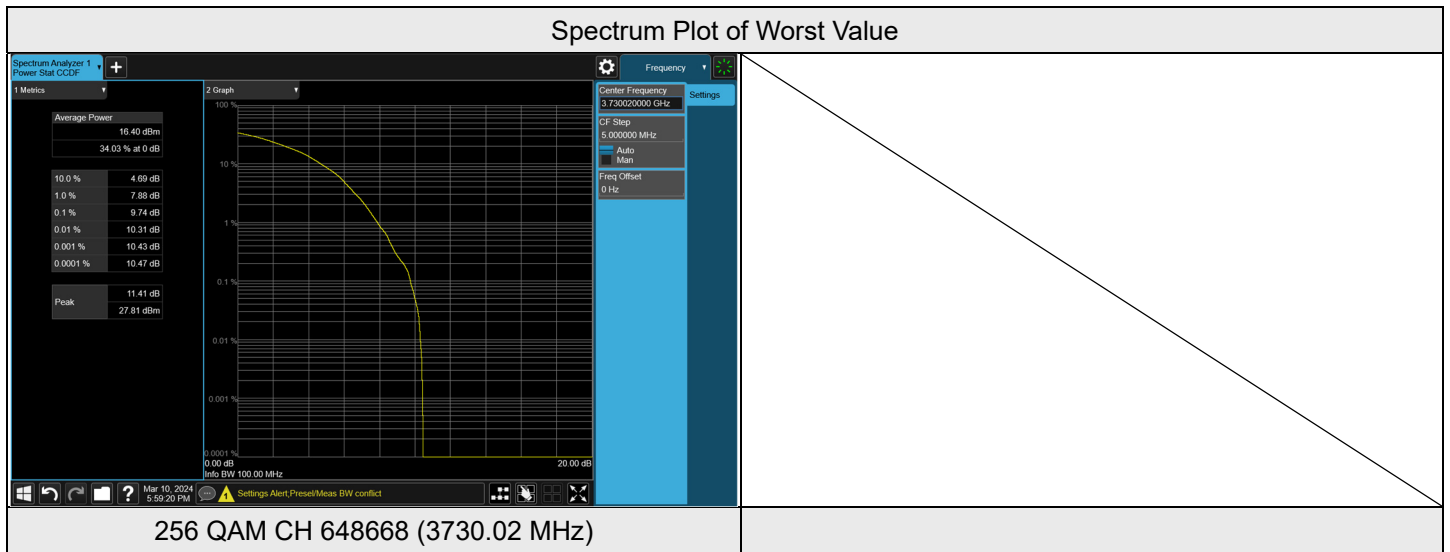 Spectrum Plot of Worst Value
Spectrum Analyzer 1
Power Stat CCDF
Frequency
1 Metrics
2 Graph
Average Power
16.40 dBm
34.03 % at 0 dB
10.0 % 4.69 dB
1.0 % 7.88 dB
0.1 % 9.74 dB
0.01 % 10.31 dB
0.001 % 10.43 dB
0.0001 % 10.47 dB
Peak 11.41 dB
27.81 dBm
100 %
10 %
1 %
0.1 %
0.01 %
0.001 %
0.0001 %
0.00 dB 20.00 dB
Info BW 100.00 MHz
Center Frequency
3.730020000 GHz
Settings
CF Step
5.000000 MHz
Auto
Man
Freq Offset
0 Hz
?
Mar 10, 2024
5:59:20 PM
1
Settings Alert;Presel/Meas BW conflict
256 QAM CH 648668 (3730.02 MHz)